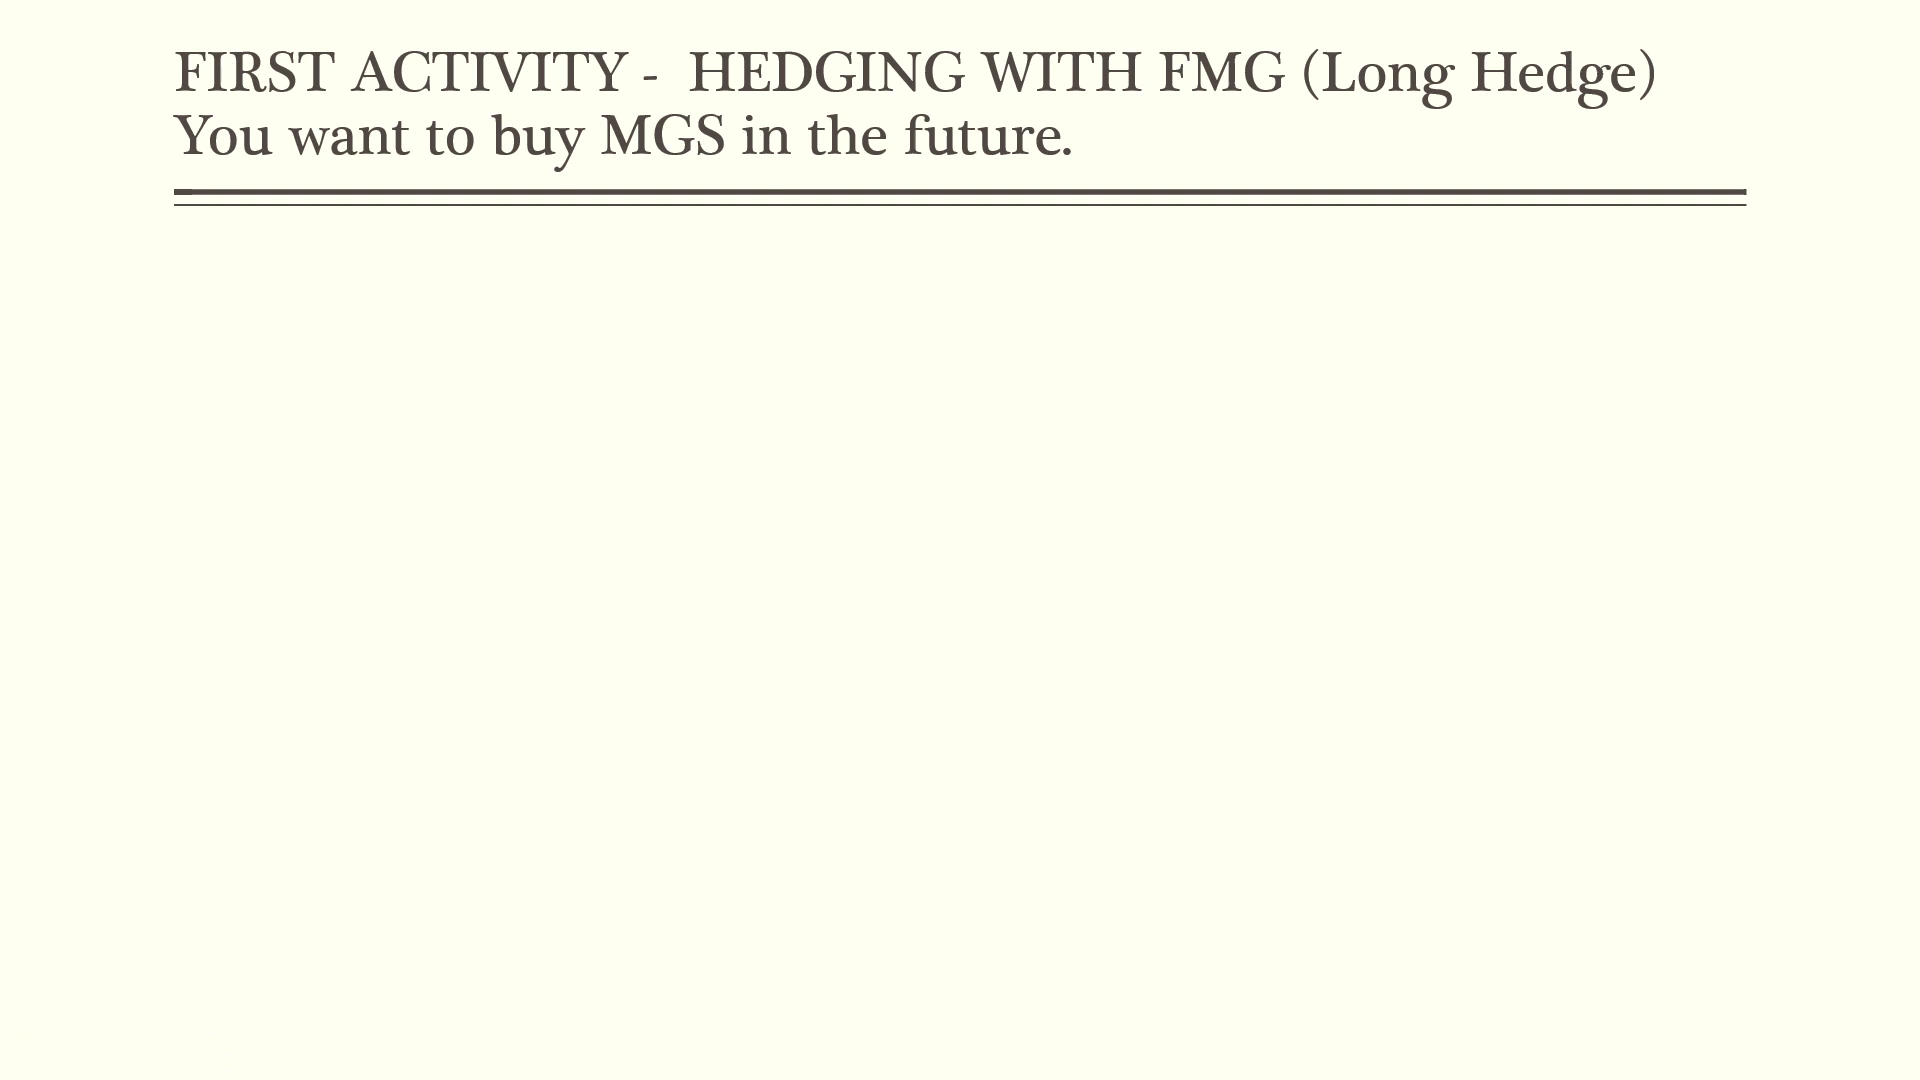 FIRST ACTIVITY -  HEDGING WITH FMG (Long Hedge)
You want to buy MGS in the future.